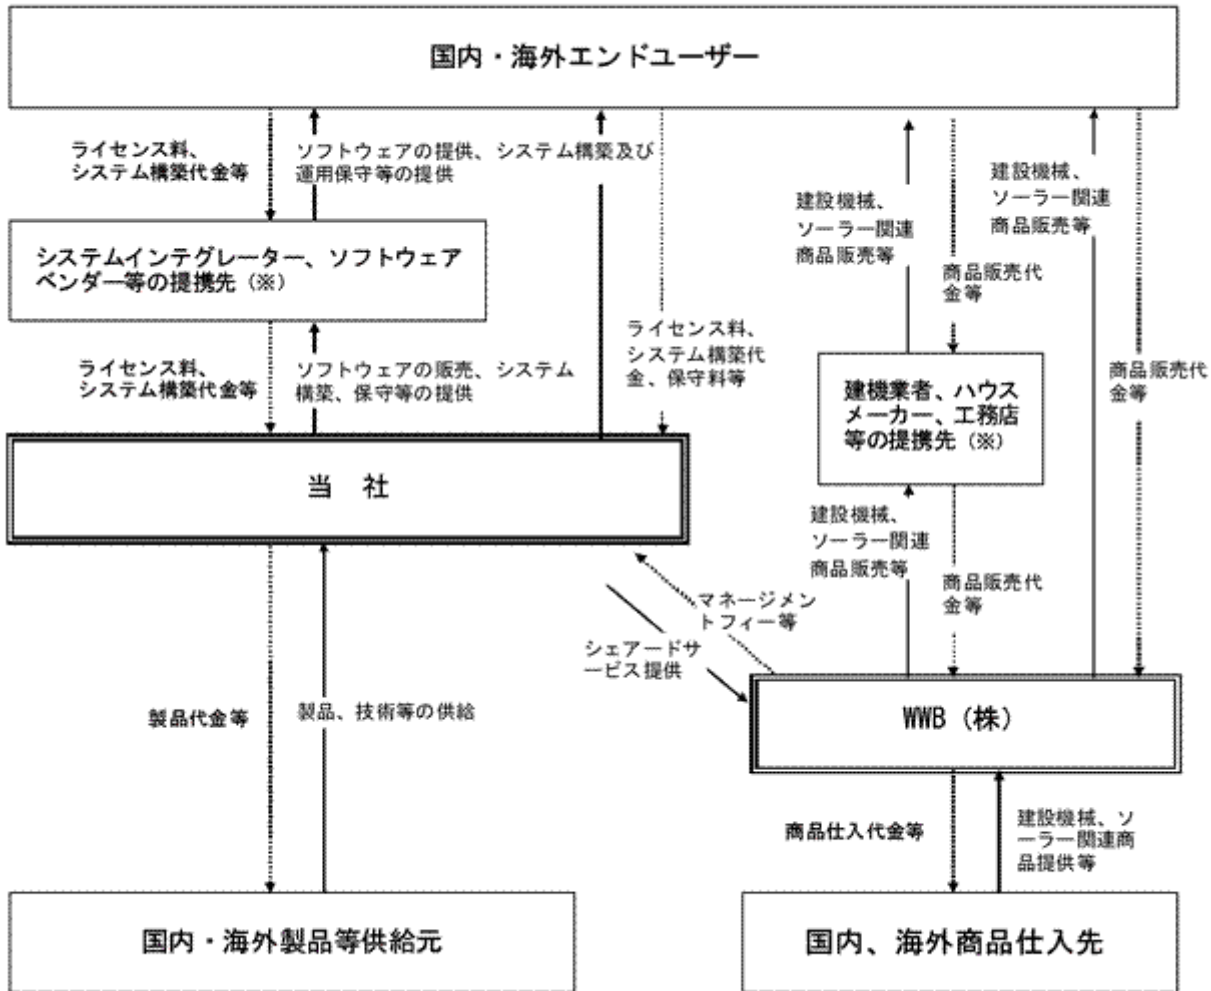 国内・海外エンドユーザー
ライセンス料、
システム構築代金等
ソフトウェアの提供、システム構築及び
運用保守等の提供
建設機械、
ソーラー関連
商品販売等
商品販売代
金等
建設機械、
ソーラー関連
商品販売等
商品販売代
金等
システムインテグレーター、ソフトウェア
ベンダー等の提携先（※）
ライセンス料、
システム構築代金等
ソフトウェアの販売、システム
構築、保守等の提供
ライセンス料、
システム構築代
金、保守料等
建機業者、ハウス
メーカー、工務店
等の提携先（※）
当　社
建設機械、
ソーラー関連
商品販売等
商品販売代
金等
マネージメン
トフィー等
シェアードサ
ービス提供
製品代金等
製品、技術等の供給
WWB（株）
商品仕入代金等
建設機械、ソ
ーラー関連商
品提供等
国内・海外製品等供給元
国内、海外商品仕入先